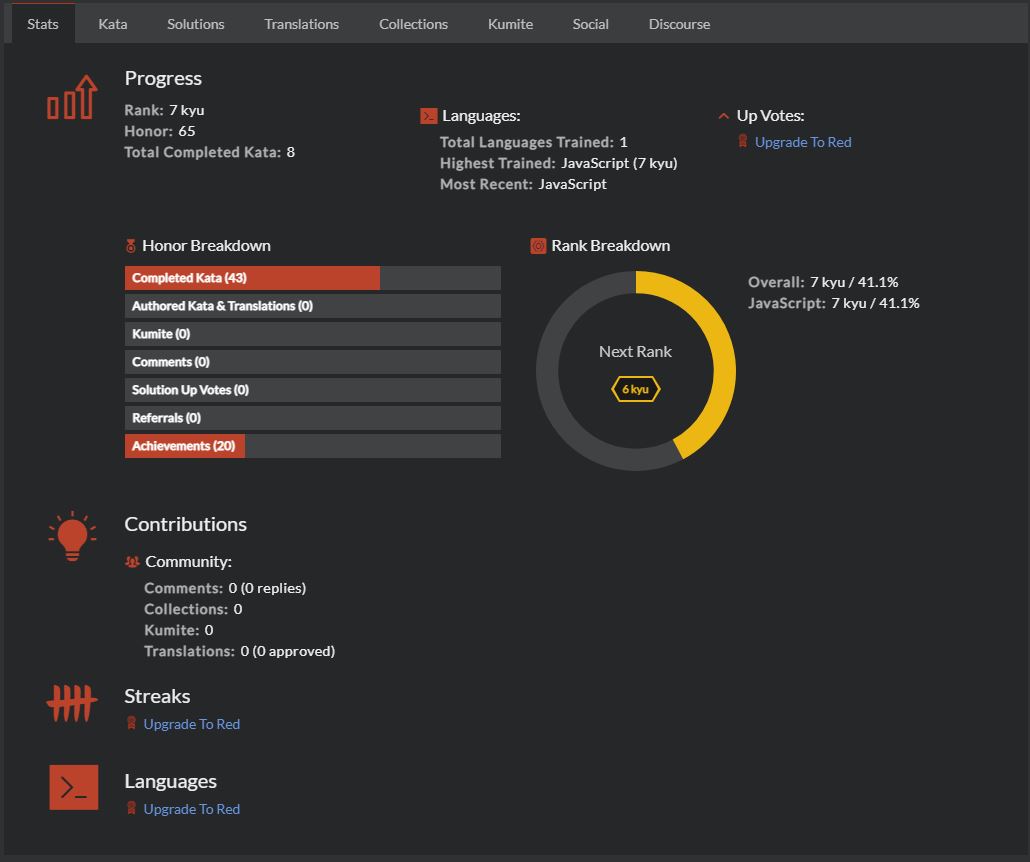 Stats Kata Solutions Translations Collections Kumite Social Discourse
Progress
Rank: 7 kyu
Honor: 65
Total Completed Kata: 8
Languages:
Total Languages Trained: 1
Highest Trained: JavaScript (7 kyu)
Most Recent: JavaScript
Up Votes:
Upgrade To Red
Honor Breakdown
Completed Kata (43)
Authored Kata & Translations (0)
Kumite (0)
Comments (0)
Solution Up Votes (0)
Referrals (0)
Achievements (20)
Rank Breakdown
Next Rank
6 kyu
Overall: 7 kyu / 41.1%
JavaScript: 7 kyu / 41.1%
Contributions
Community:
Comments: 0 (0 replies)
Collections: 0
Kumite: 0
Translations: 0 (0 approved)
Streaks
Upgrade To Red
Languages
Upgrade To Red